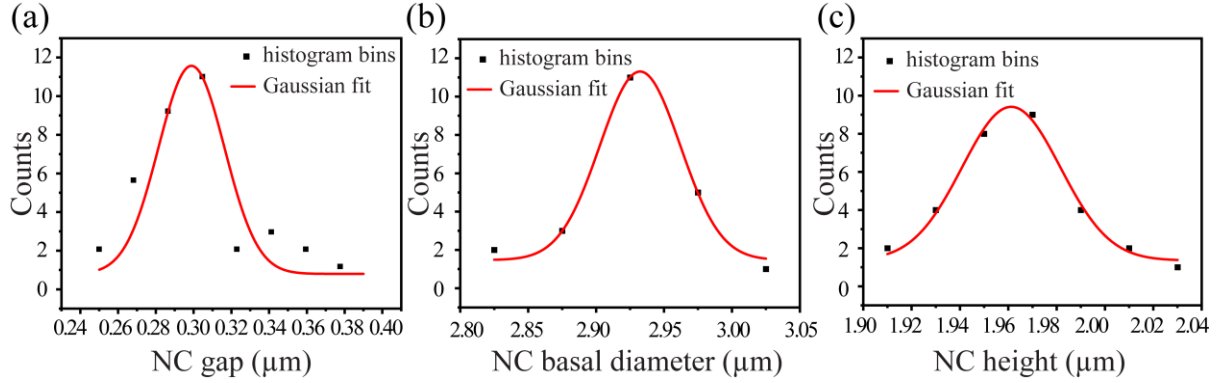 (a)
Counts
12
10
8
6
4
2
0
histogram bins
Gaussian fit
0.24 0.26 0.28 0.30 0.32 0.34 0.36 0.38 0.40
NC gap (µm)
(b)
Counts
12
10
8
6
4
2
0
histogram bins
Gaussian fit
2.80 2.85 2.90 2.95 3.00 3.05
NC basal diameter (µm)
(c)
Counts
12
10
8
6
4
2
0
histogram bins
Gaussian fit
1.90 1.92 1.94 1.96 1.98 2.00 2.02 2.04
NC height (µm)